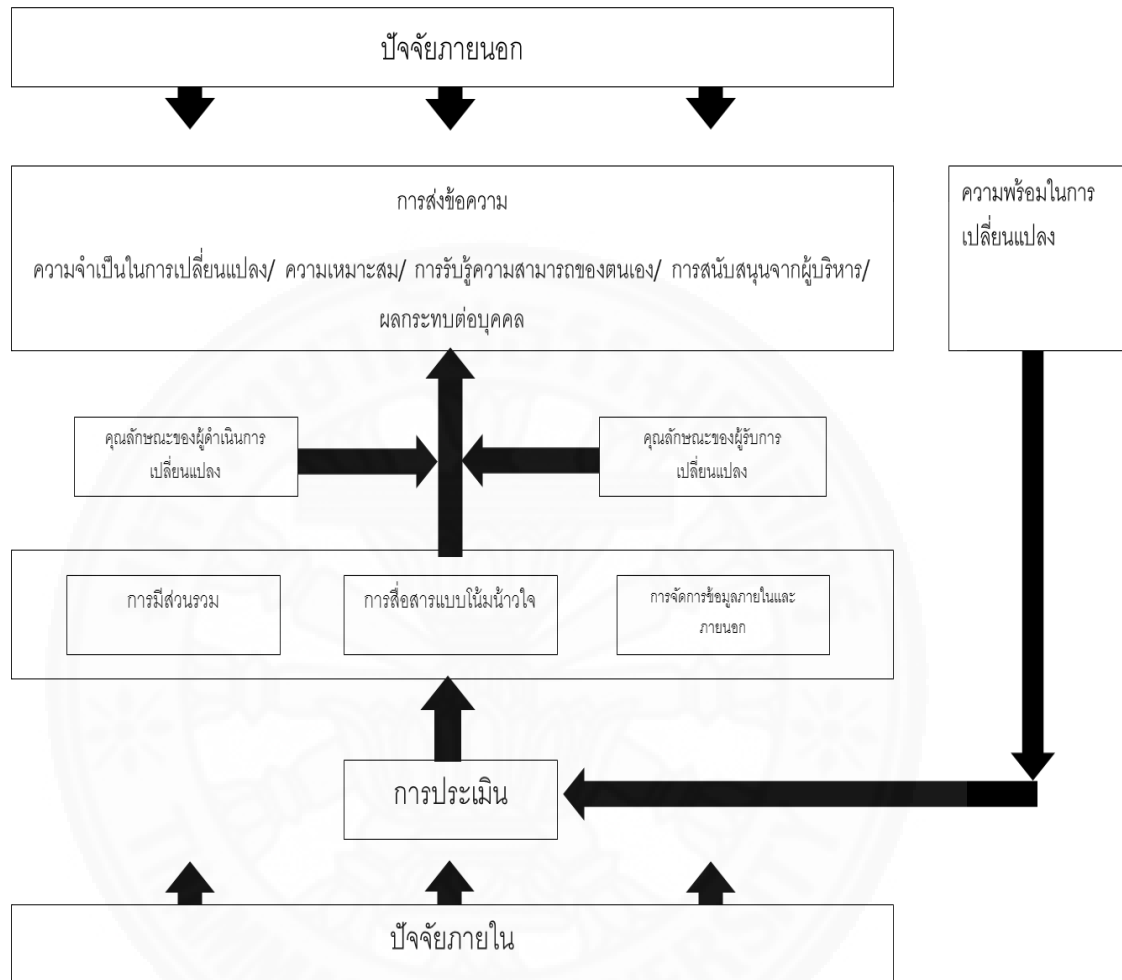 ปัจจัยภายนอก
การส่งข้อความ
ความจำเป็นในการเปลี่ยนแปลง/ ความเหมาะสม/ การรับรู้ความสามารถของตนเอง/ การสนับสนุนจากผู้บริหาร/
ผลกระทบต่อบุคคล
ความพร้อมในการ
เปลี่ยนแปลง
คุณลักษณะของผู้ดำเนินการ
เปลี่ยนแปลง
คุณลักษณะของผู้รับการ
เปลี่ยนแปลง
การมีส่วนรวม
การสื่อสารแบบโน้มน้าวใจ
การจัดการข้อมูลภายในและ
ภายนอก
การประเมิน
ปัจจัยภายใน